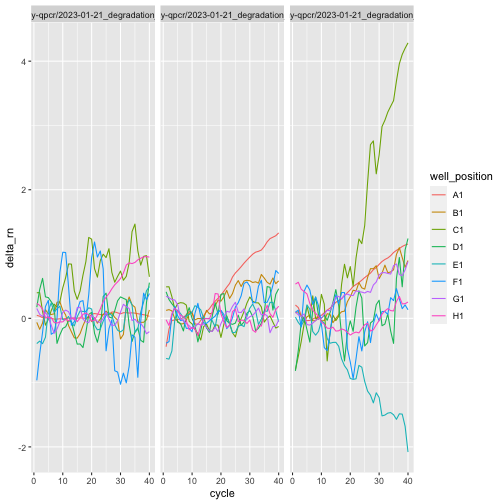 y-qpcr/2023-01-21_degradation y-qpcr/2023-01-21_degradation y-qpcr/2023-01-21_degradation
4
2
0
-2
delta_rn
0 10 20 30 40 0 10 20 30 40 0 10 20 30 40
cycle
well_position
A1
B1
C1
D1
E1
F1
G1
H1